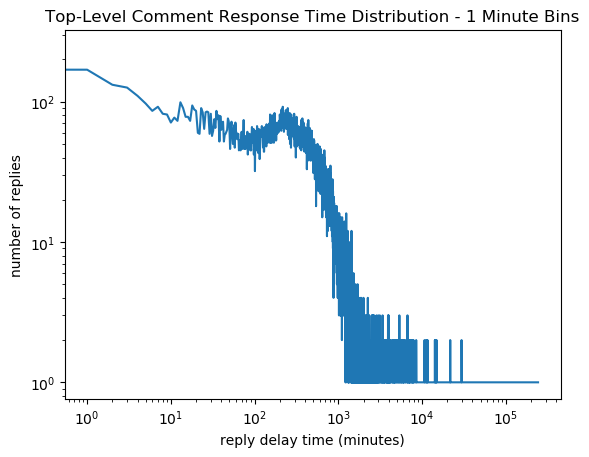 Top-Level Comment Response Time Distribution - 1 Minute Bins
number of replies
10²
10¹
10⁰
10⁰ 10¹ 10² 10³ 10⁴ 10⁵
reply delay time (minutes)